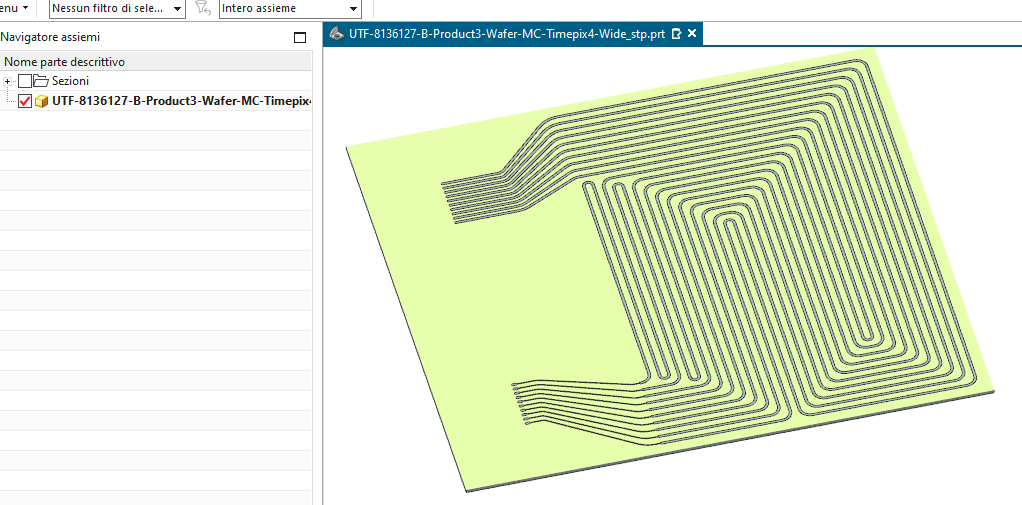 enu
Nessun filtro di sele...
Intero assieme
Navigatore assiemi
UTF-8136127-B-Product3-Wafer-MC-Timepix4-Wide_stp.prt
Nome parte descrittivo
Sezioni
UTF-8136127-B-Product3-Wafer-MC-Timepix4